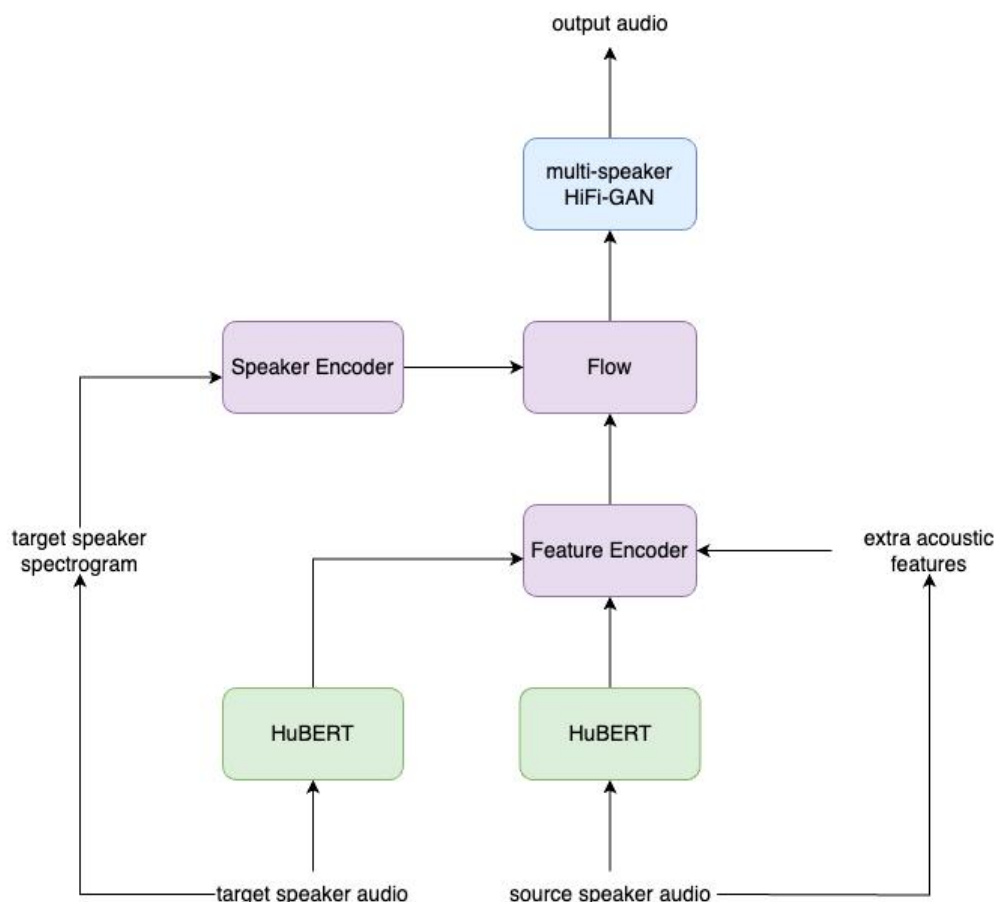 output audio
multi-speaker
HiFi-GAN
Speaker Encoder
Flow
target speaker
spectrogram
Feature Encoder
extra acoustic
features
HuBERT
HuBERT
target speaker audio
source speaker audio